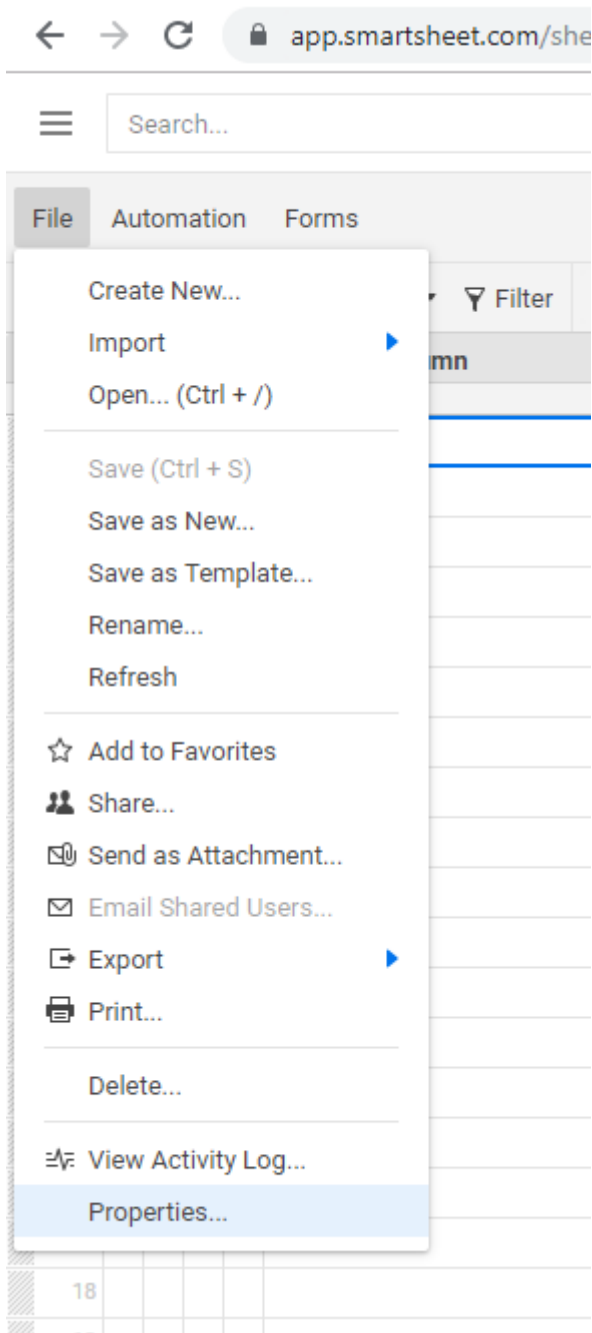 app.smartsheet.com/she
Search...
File Automation Forms
Create New...
Filter
Import
mn
Open... (Ctrl + /)
Save (Ctrl + S)
Save as New...
Save as Template...
Rename...
Refresh
Add to Favorites
Share...
Send as Attachment...
Email Shared Users...
Export
Print...
Delete...
View Activity Log...
Properties...
18